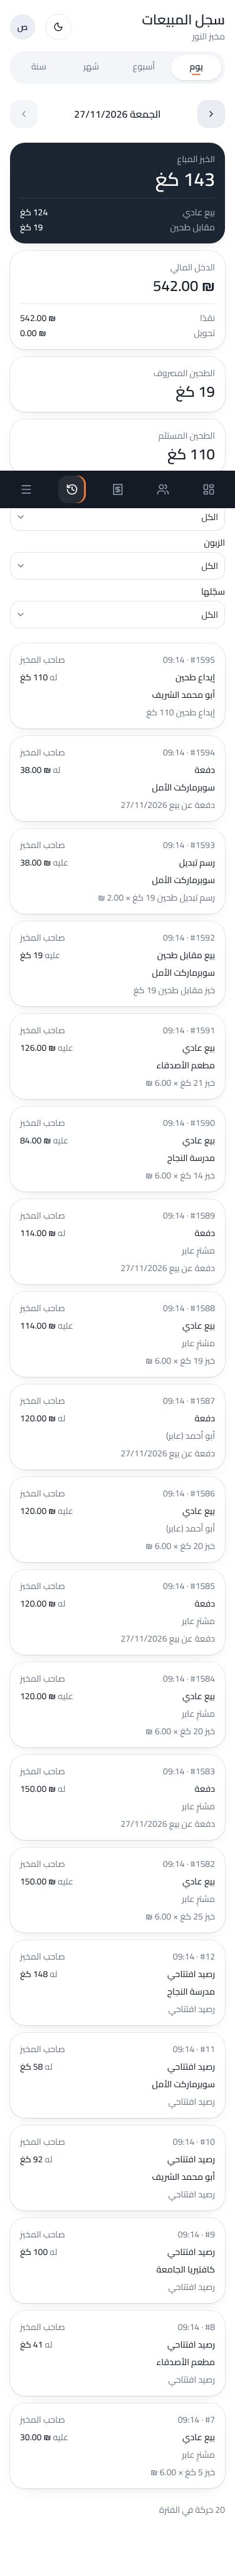 سجل المبيعات
مخبز النور
ص
يوم
أسبوع
شهر
سنة
الجمعة 27/11/2026
الخبز المباع
143 كغ
بيع عادي
124 كغ
مقابل طحين
19 كغ
الدخل المالي
₪ 542.00
نقدًا
₪ 542.00
تحويل
₪ 0.00
الطحين المصروف
19 كغ
الطحين المستلم
110 كغ
الكل
الزبون
الكل
سجّلها
الكل
#1595 · 09:14
صاحب المخبز
إيداع طحين
له 110 كغ
أبو محمد الشريف
إيداع طحين 110 كغ
#1594 · 09:14
صاحب المخبز
دفعة
له ₪ 38.00
سوبرماركت الأمل
دفعة عن بيع 27/11/2026
#1593 · 09:14
صاحب المخبز
رسم تبديل
عليه ₪ 38.00
سوبرماركت الأمل
رسم تبديل طحين 19 كغ × 2.00 ₪
#1592 · 09:14
صاحب المخبز
بيع مقابل طحين
عليه 19 كغ
سوبرماركت الأمل
خبز مقابل طحين 19 كغ
#1591 · 09:14
صاحب المخبز
بيع عادي
عليه ₪ 126.00
مطعم الأصدقاء
خبز 21 كغ × 6.00 ₪
#1590 · 09:14
صاحب المخبز
بيع عادي
عليه ₪ 84.00
مدرسة النجاح
خبز 14 كغ × 6.00 ₪
#1589 · 09:14
صاحب المخبز
دفعة
له ₪ 114.00
مشترٍ عابر
دفعة عن بيع 27/11/2026
#1588 · 09:14
صاحب المخبز
بيع عادي
عليه ₪ 114.00
مشترٍ عابر
خبز 19 كغ × 6.00 ₪
#1587 · 09:14
صاحب المخبز
دفعة
له ₪ 120.00
أبو أحمد (عابر)
دفعة عن بيع 27/11/2026
#1586 · 09:14
صاحب المخبز
بيع عادي
عليه ₪ 120.00
أبو أحمد (عابر)
خبز 20 كغ × 6.00 ₪
#1585 · 09:14
صاحب المخبز
دفعة
له ₪ 120.00
مشترٍ عابر
دفعة عن بيع 27/11/2026
#1584 · 09:14
صاحب المخبز
بيع عادي
عليه ₪ 120.00
مشترٍ عابر
خبز 20 كغ × 6.00 ₪
#1583 · 09:14
صاحب المخبز
دفعة
له ₪ 150.00
مشترٍ عابر
دفعة عن بيع 27/11/2026
#1582 · 09:14
صاحب المخبز
بيع عادي
عليه ₪ 150.00
مشترٍ عابر
خبز 25 كغ × 6.00 ₪
#12 · 09:14
صاحب المخبز
رصيد افتتاحي
له 148 كغ
مدرسة النجاح
رصيد افتتاحي
#11 · 09:14
صاحب المخبز
رصيد افتتاحي
له 58 كغ
سوبرماركت الأمل
رصيد افتتاحي
#10 · 09:14
صاحب المخبز
رصيد افتتاحي
له 92 كغ
أبو محمد الشريف
رصيد افتتاحي
#9 · 09:14
صاحب المخبز
رصيد افتتاحي
له 100 كغ
كافتيريا الجامعة
رصيد افتتاحي
#8 · 09:14
صاحب المخبز
رصيد افتتاحي
له 41 كغ
مطعم الأصدقاء
رصيد افتتاحي
#7 · 09:14
صاحب المخبز
بيع عادي
عليه ₪ 30.00
مشترٍ عابر
خبز 5 كغ × 6.00 ₪
20 حركة في الفترة